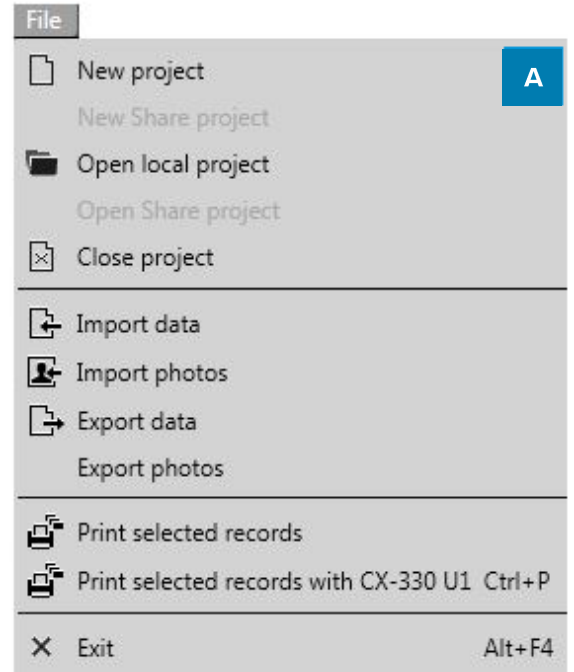 File
New project
A
New Share project
Open local project
Open Share project
Close project
Import data
Import photos
Export data
Export photos
Print selected records
Print selected records with CX-330 U1 Ctrl+P
Exit Alt+F4